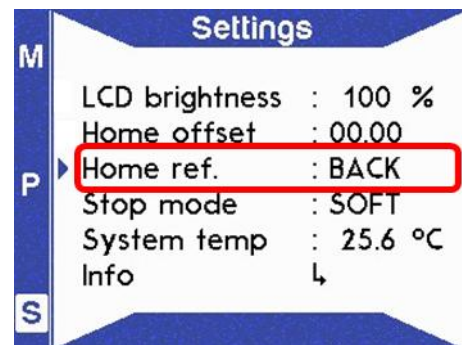 Settings
M
LCD brightness : 100 %
Home offset : 00.00
P Home ref. : BACK
Stop mode : SOFT
System temp : 25.6 °C
Info ↳
S